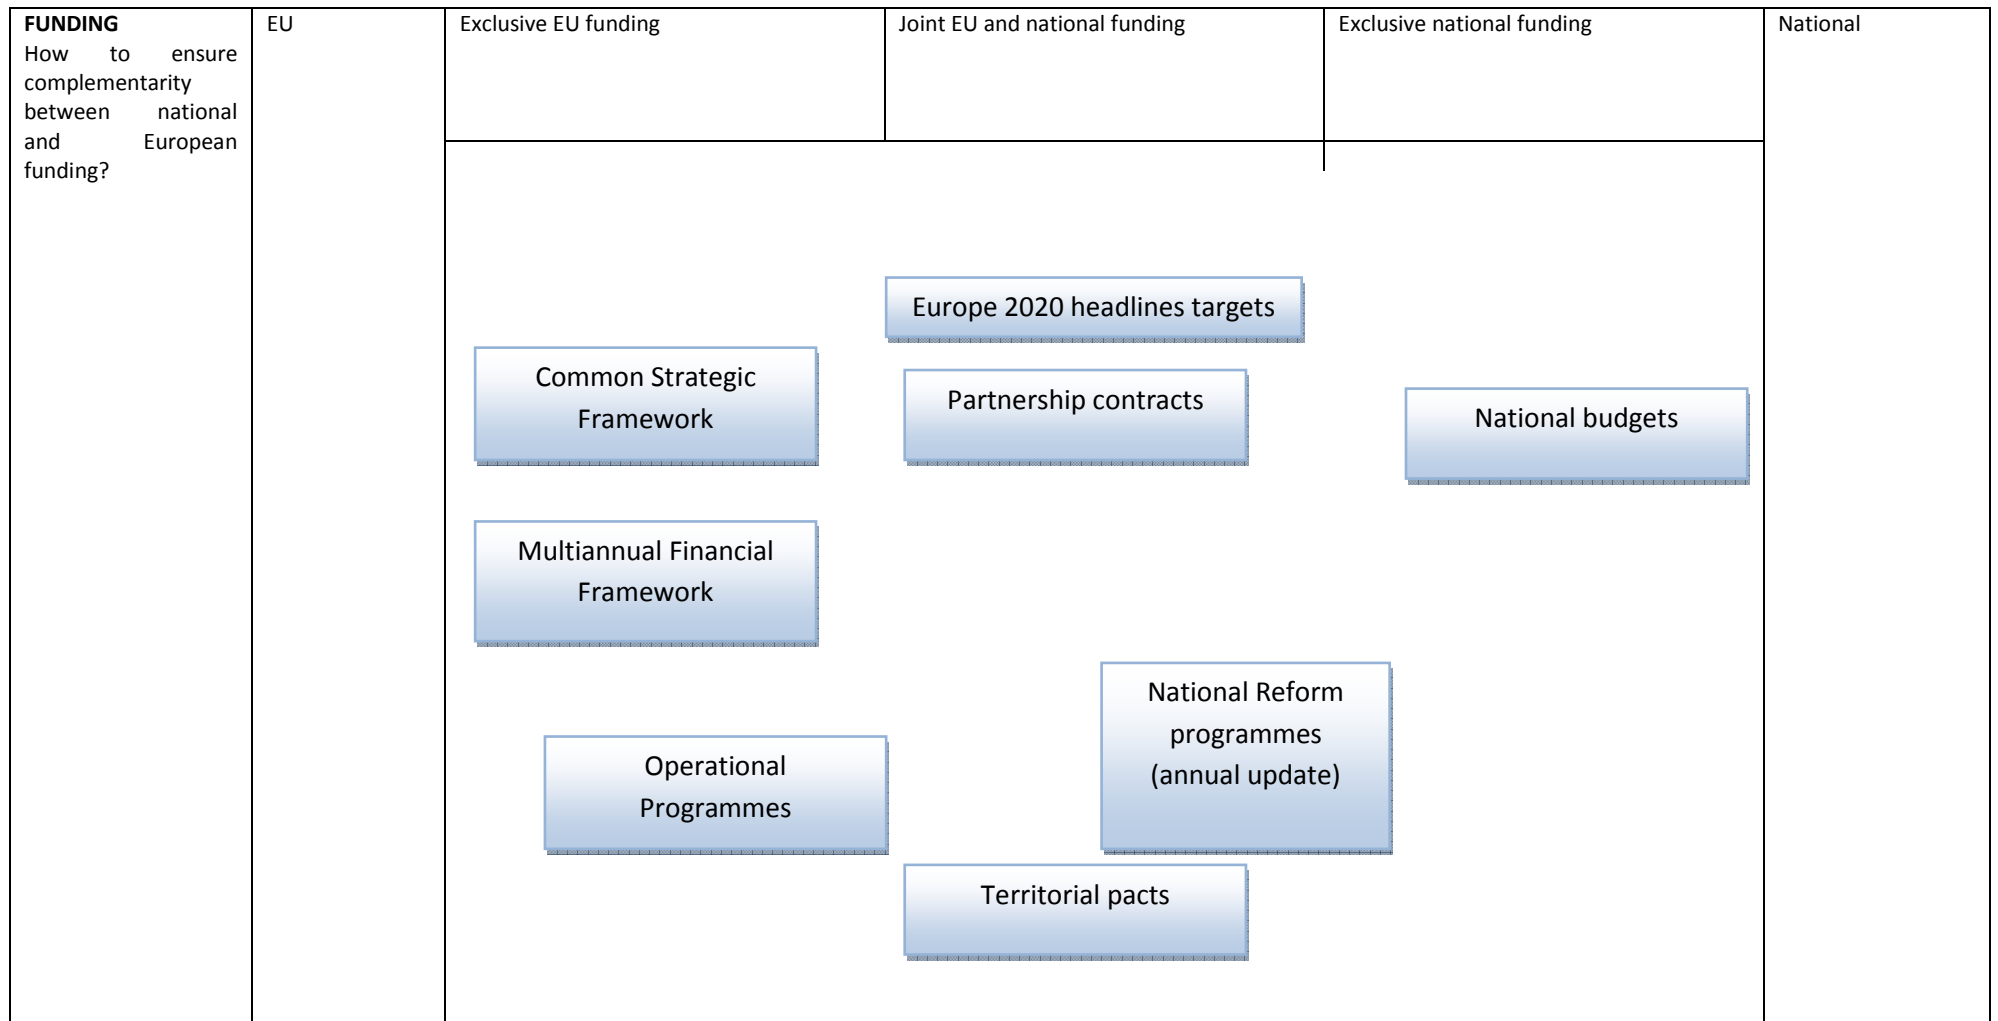 FUNDING
How to ensure
complementarity
between national
and European
funding?
EU
Exclusive EU funding
Joint EU and national funding
Exclusive national funding
National
Europe 2020 headlines targets
Common Strategic
Framework
Partnership contracts
National budgets
Multiannual Financial
Framework
National Reform
programmes
(annual update)
Operational
Programmes
Territorial pacts